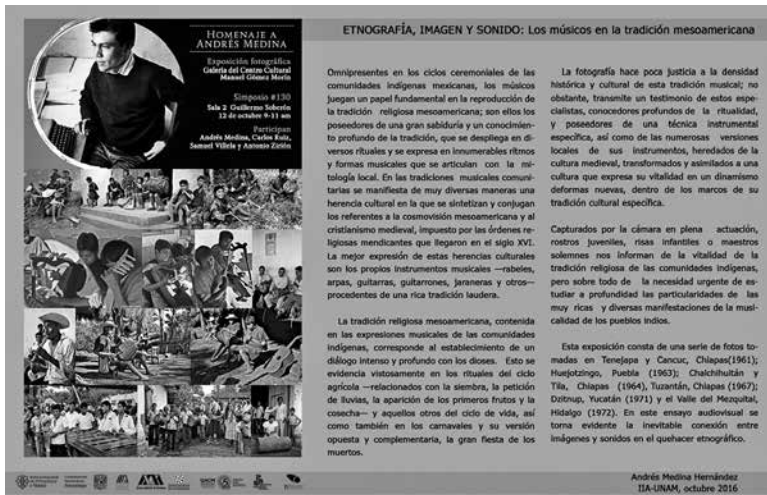 HOMENAJE A
ANDRÉS MEDINA
Exposición fotográfica
Galería del Centro Cultural
Manuel Gómez Morín
Simposio #130
Sala 2 Guillermo Soberón
12 de octubre 9-11 am
Participan
Andrés Medina, Carlos Ruiz,
Samuel Villela y Antonio Zirión
ETNOGRAFÍA, IMAGEN Y SONIDO: Los músicos en la tradición mesoamericana
Omnipresentes en los ciclos ceremoniales de las
comunidades indígenas mexicanas, los músicos
juegan un papel fundamental en la reproducción de
la tradición religiosa mesoamericana; son ellos los
poseedores de una gran sabiduría y un conocimien-
to profundo de la tradición, que se despliega en di-
versos rituales y se expresa en innumerables ritmos
y formas musicales que se articulan con la mi-
tología local. En las tradiciones musicales comuni-
tarias se manifiesta de muy diversas maneras una
herencia cultural en la que se sintetizan y conjugan
los referentes a la cosmovisión mesoamericana y al
cristianismo medieval, impuesto por las órdenes re-
ligiosas mendicantes que llegaron en el siglo XVI.
La mejor expresión de estas herencias culturales
son los propios instrumentos musicales —rabeles,
arpas, guitarras, guitarrones, jaraneras y otros—
procedentes de una rica tradición laudera.
La tradición religiosa mesoamericana, contenida
en las expresiones musicales de las comunidades
indígenas, corresponde al establecimiento de un
diálogo intenso y profundo con los dioses. Esto se
evidencia vistosamente en los rituales del ciclo
agrícola —relacionados con la siembra, la petición
de lluvias, la aparición de los primeros frutos y la
cosecha— y aquellos otros del ciclo de vida, así
como también en los carnavales y su versión
opuesta y complementaria, la gran fiesta de los
muertos.
La fotografía hace poca justicia a la densidad
histórica y cultural de esta tradición musical; no
obstante, transmite un testimonio de estos espe-
cialistas, conocedores profundos de la ritualidad,
y poseedores de una técnica instrumental
específica, así como de las numerosas versiones
locales de sus instrumentos, heredados de la
cultura medieval, transformados y asimilados a una
cultura que expresa su vitalidad en un dinamismo
deformas nuevas, dentro de los marcos de su
tradición cultural específica.
Capturados por la cámara en plena actuación,
rostros juveniles, risas infantiles o maestros
solemnes nos informan de la vitalidad de la
tradición religiosa de las comunidades indígenas,
pero sobre todo de la necesidad urgente de es-
tudiar a profundidad las particularidades de las
muy ricas y diversas manifestaciones de la musi-
calidad de los pueblos indios.
Esta exposición consta de una serie de fotos to-
madas en Tenejapa y Cancuc, Chiapas(1961);
Huejotzingo, Puebla (1963); Chalchihuitán y
Tila, Chiapas (1964), Tuzantán, Chiapas (1967);
Dzitnup, Yucatán (1971) y el Valle del Mezquital,
Hidalgo (1972). En este ensayo audiovisual se
torna evidente la inevitable conexión entre
imágenes y sonidos en el quehacer etnográfico.
Andrés Medina Hernández
IIA-UNAM, octubre 2016